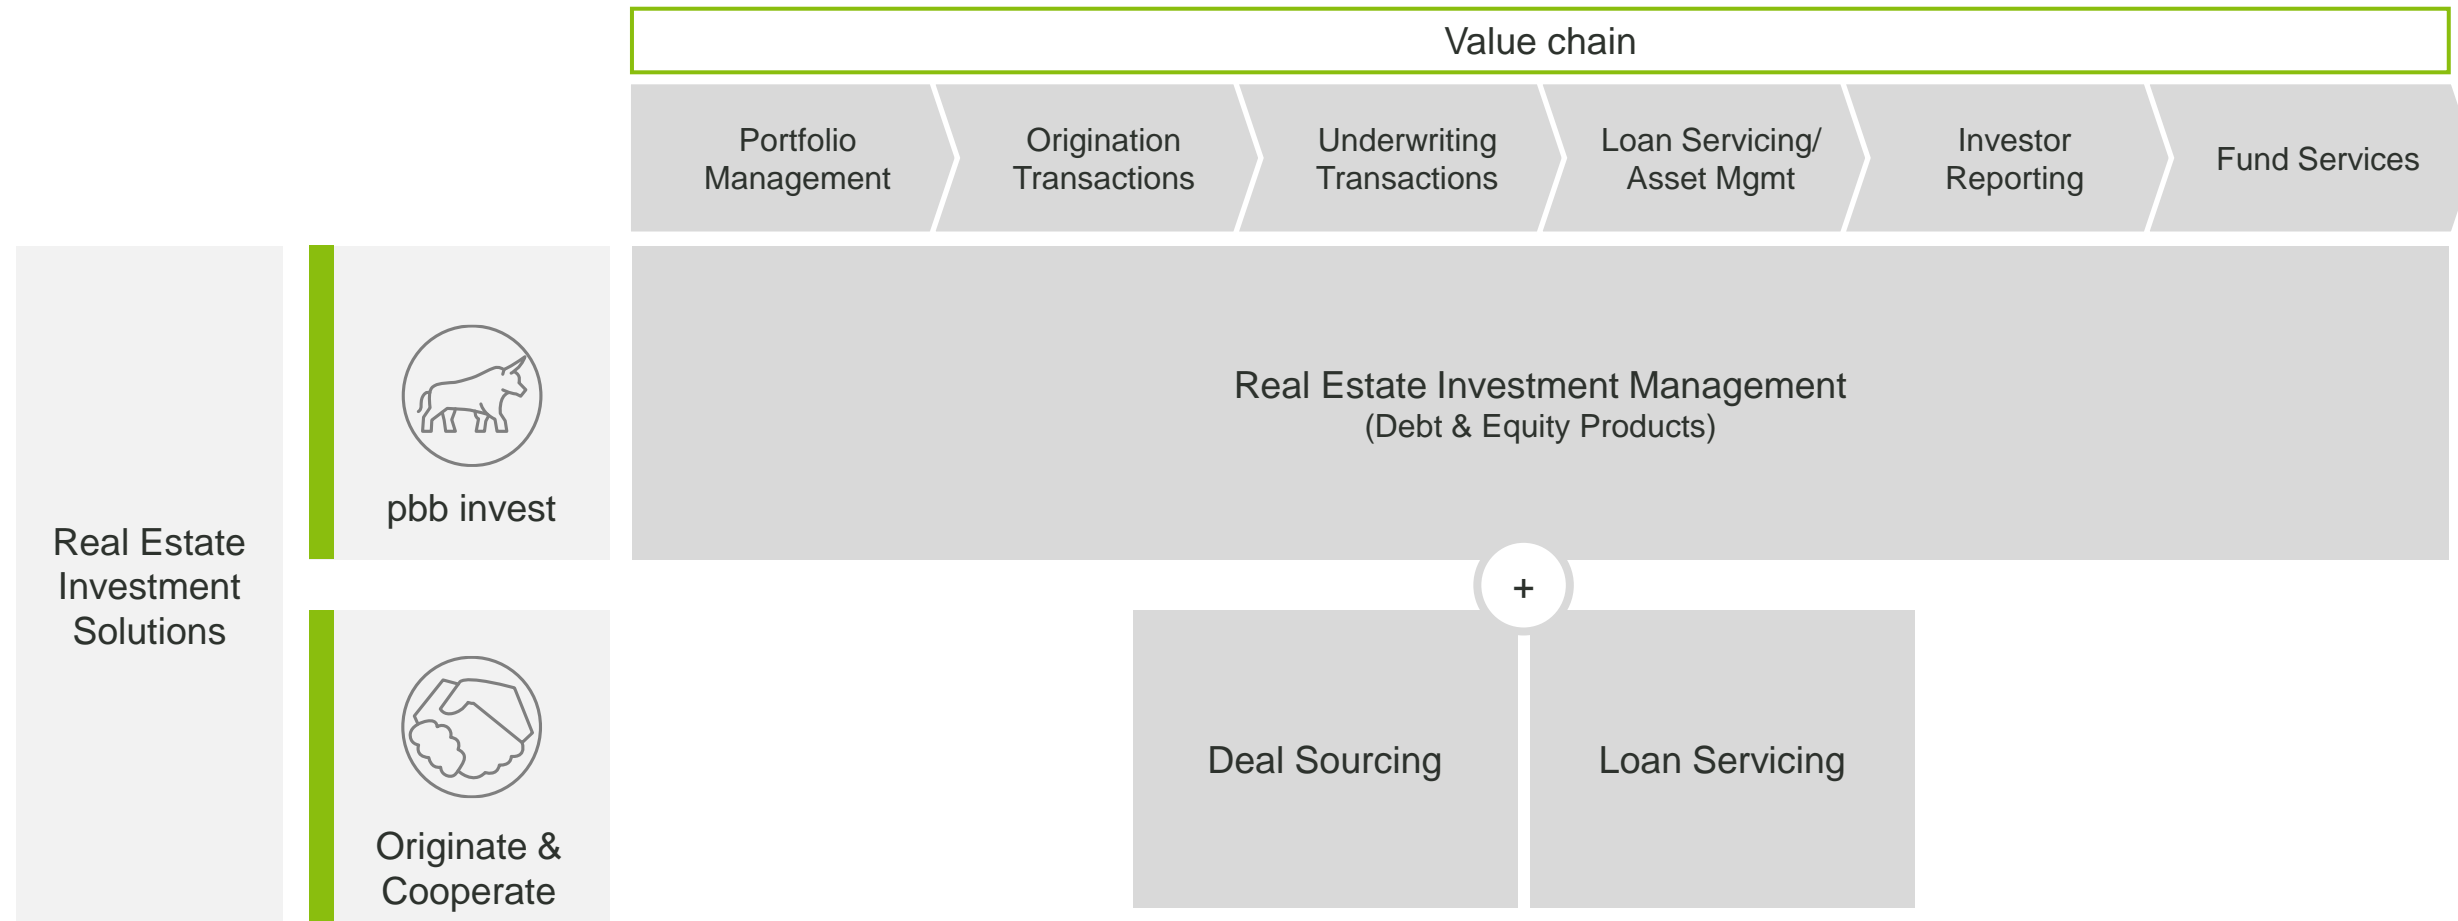 Value chain
Portfolio
Management
Origination
Transactions
Underwriting
Transactions
Loan Servicing/
Asset Mgmt
Investor
Reporting
Fund Services
Real Estate
Investment
Solutions
pbb invest
Real Estate Investment Management
(Debt & Equity Products)
+
Originate &
Cooperate
Deal Sourcing
Loan Servicing